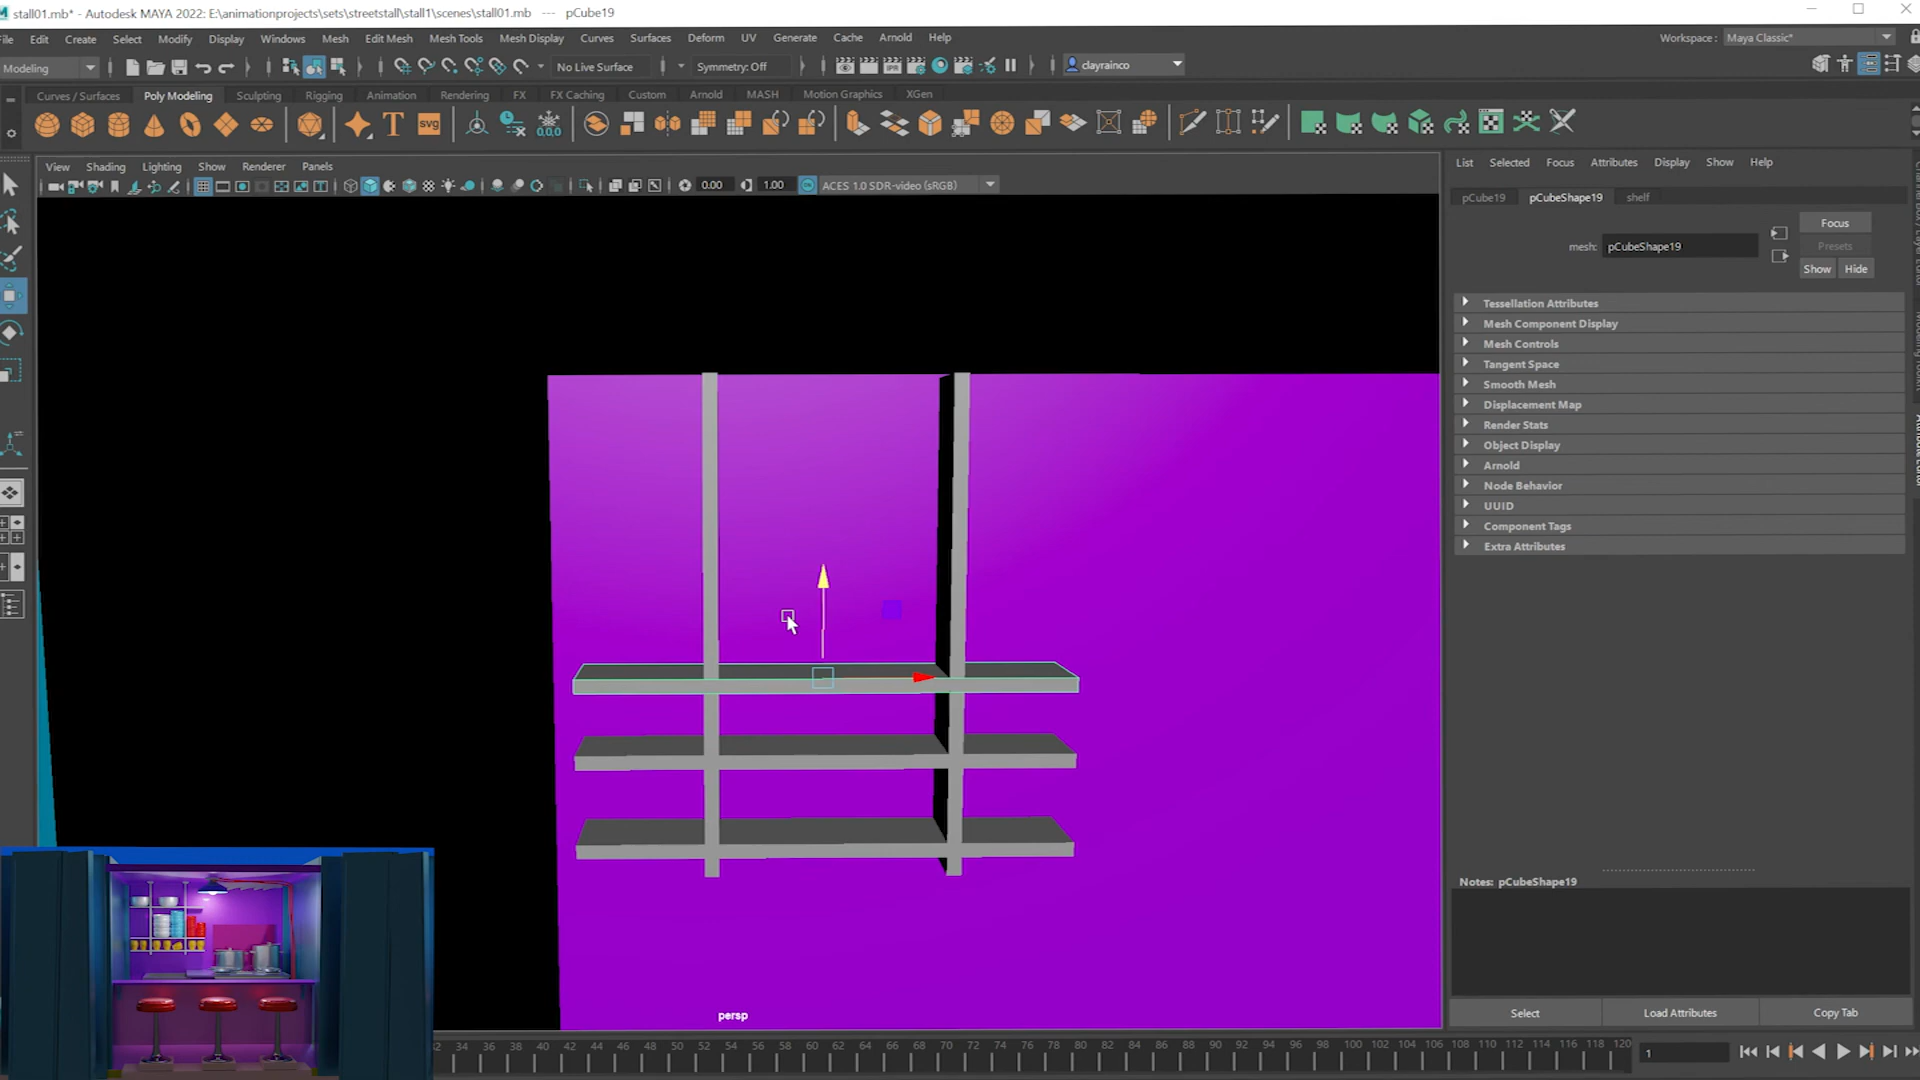 stall01.mb* - Autodesk MAYA 2022: E:\animationprojects\sets\streetstall\stall1\scenes\stall01.mb --- pCube19
File Edit Create Select Modify Display Windows Mesh Edit Mesh Mesh Tools Mesh Display Curves Surfaces Deform UV Generate Cache Arnold Help
Workspace : Maya Classic*
Modeling No Live Surface Symmetry: Off clayrainco
Curves / Surfaces Poly Modeling Sculpting Rigging Animation Rendering FX FX Caching Custom Arnold MASH Motion Graphics XGen
T svg 0,0,0
View Shading Lighting Show Renderer Panels
0.00 1.00 ACES 1.0 SDR-video (sRGB)
List Selected Focus Attributes Display Show Help
pCube19 pCubeShape19 shelf
mesh: pCubeShape19
Focus
Presets
Show Hide
Tessellation Attributes
Mesh Component Display
Mesh Controls
Tangent Space
Smooth Mesh
Displacement Map
Render Stats
Object Display
Arnold
Node Behavior
UUID
Component Tags
Extra Attributes
Notes: pCubeShape19
Select Load Attributes Copy Tab
persp
32 34 36 38 40 42 44 46 48 50 52 54 56 58 60 62 64 66 68 70 72 74 76 78 80 82 84 86 88 90 92 94 96 98 100 102 104 106 108 110 112 114 116 118 120
1